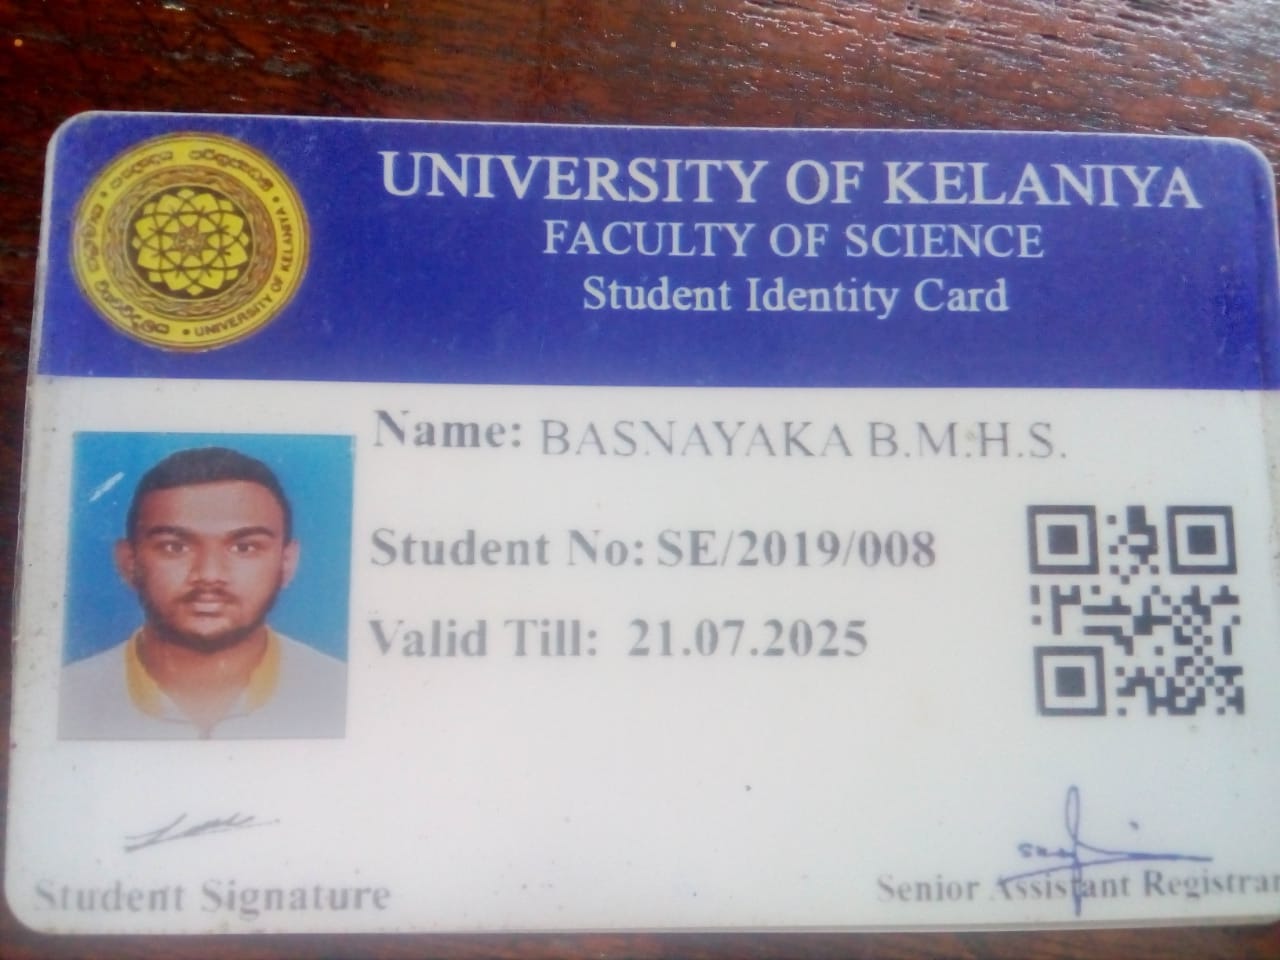 UNIVERSITY OF KELANIYA
FACULTY OF SCIENCE
Student Identity Card
UNIVERSITY OF KELANIYA
Name: BASNAYAKA B.M.H.S.
Student No: SE/2019/008
Valid Till: 21.07.2025
Student Signature
Senior Assistant Registrar